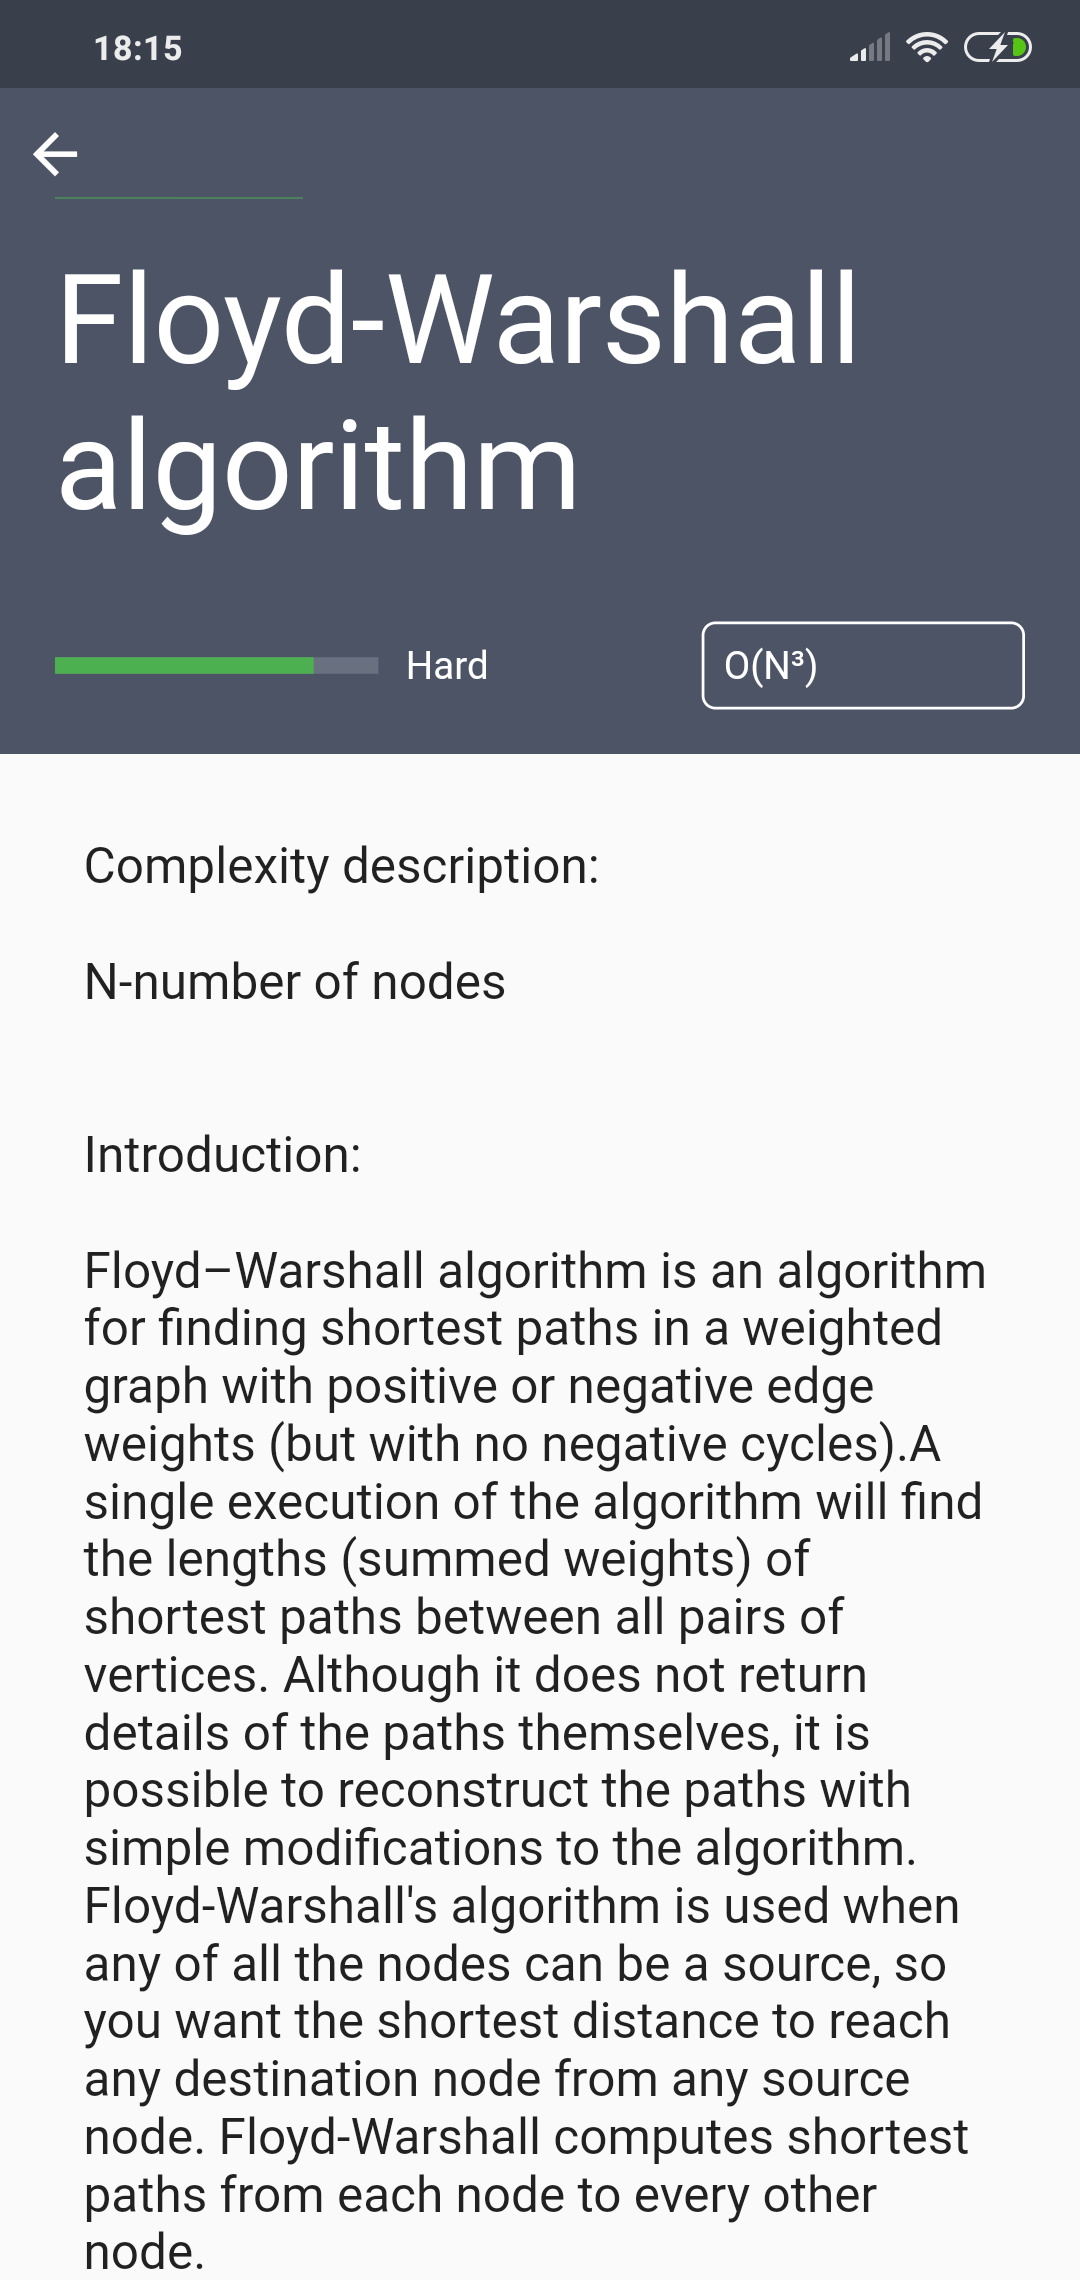 18:15
Floyd-Warshall
algorithm
Hard
O(N³)
Complexity description:
N-number of nodes
Introduction:
Floyd–Warshall algorithm is an algorithm
for finding shortest paths in a weighted
graph with positive or negative edge
weights (but with no negative cycles).A
single execution of the algorithm will find
the lengths (summed weights) of
shortest paths between all pairs of
vertices. Although it does not return
details of the paths themselves, it is
possible to reconstruct the paths with
simple modifications to the algorithm.
Floyd-Warshall's algorithm is used when
any of all the nodes can be a source, so
you want the shortest distance to reach
any destination node from any source
node. Floyd-Warshall computes shortest
paths from each node to every other
node.